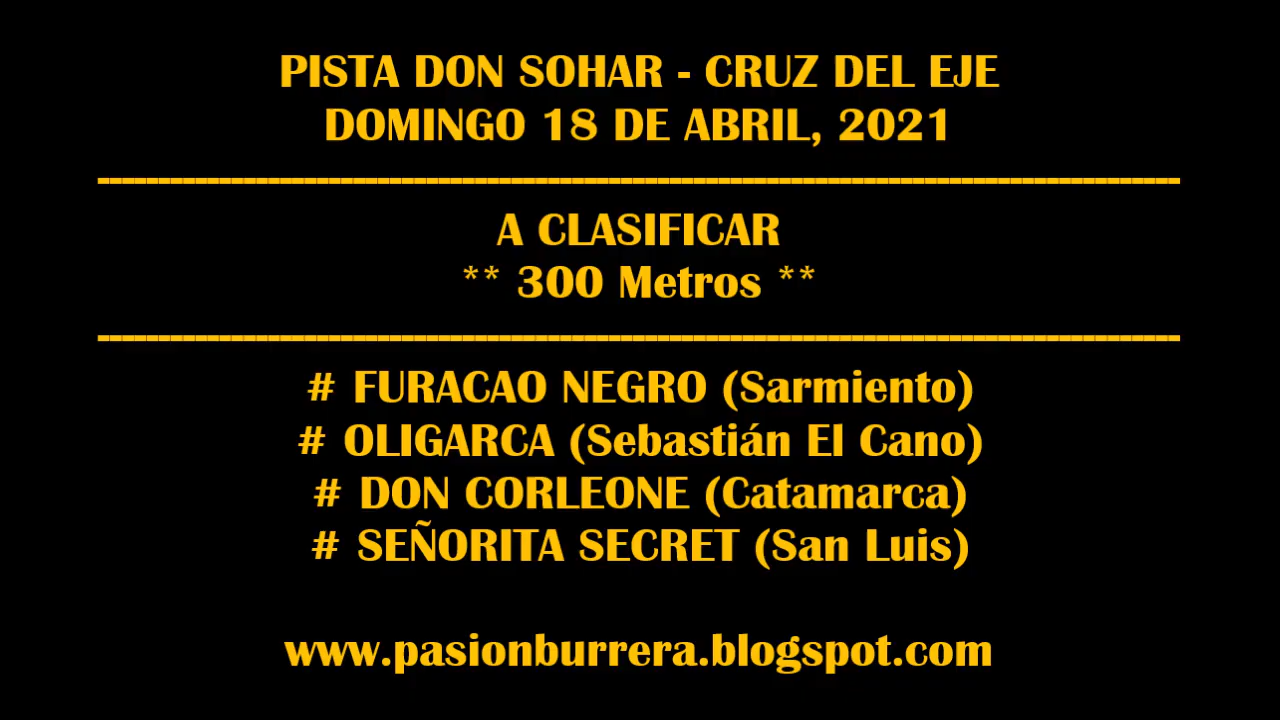 PISTA DON SOHAR - CRUZ DEL EJE
DOMINGO 18 DE ABRIL, 2021
A CLASIFICAR
** 300 Metros **
# FURACAO NEGRO (Sarmiento)
# OLIGARCA (Sebastián El Cano)
# DON CORLEONE (Catamarca)
# SEÑORITA SECRET (San Luis)
www.pasionburrera.blogspot.com